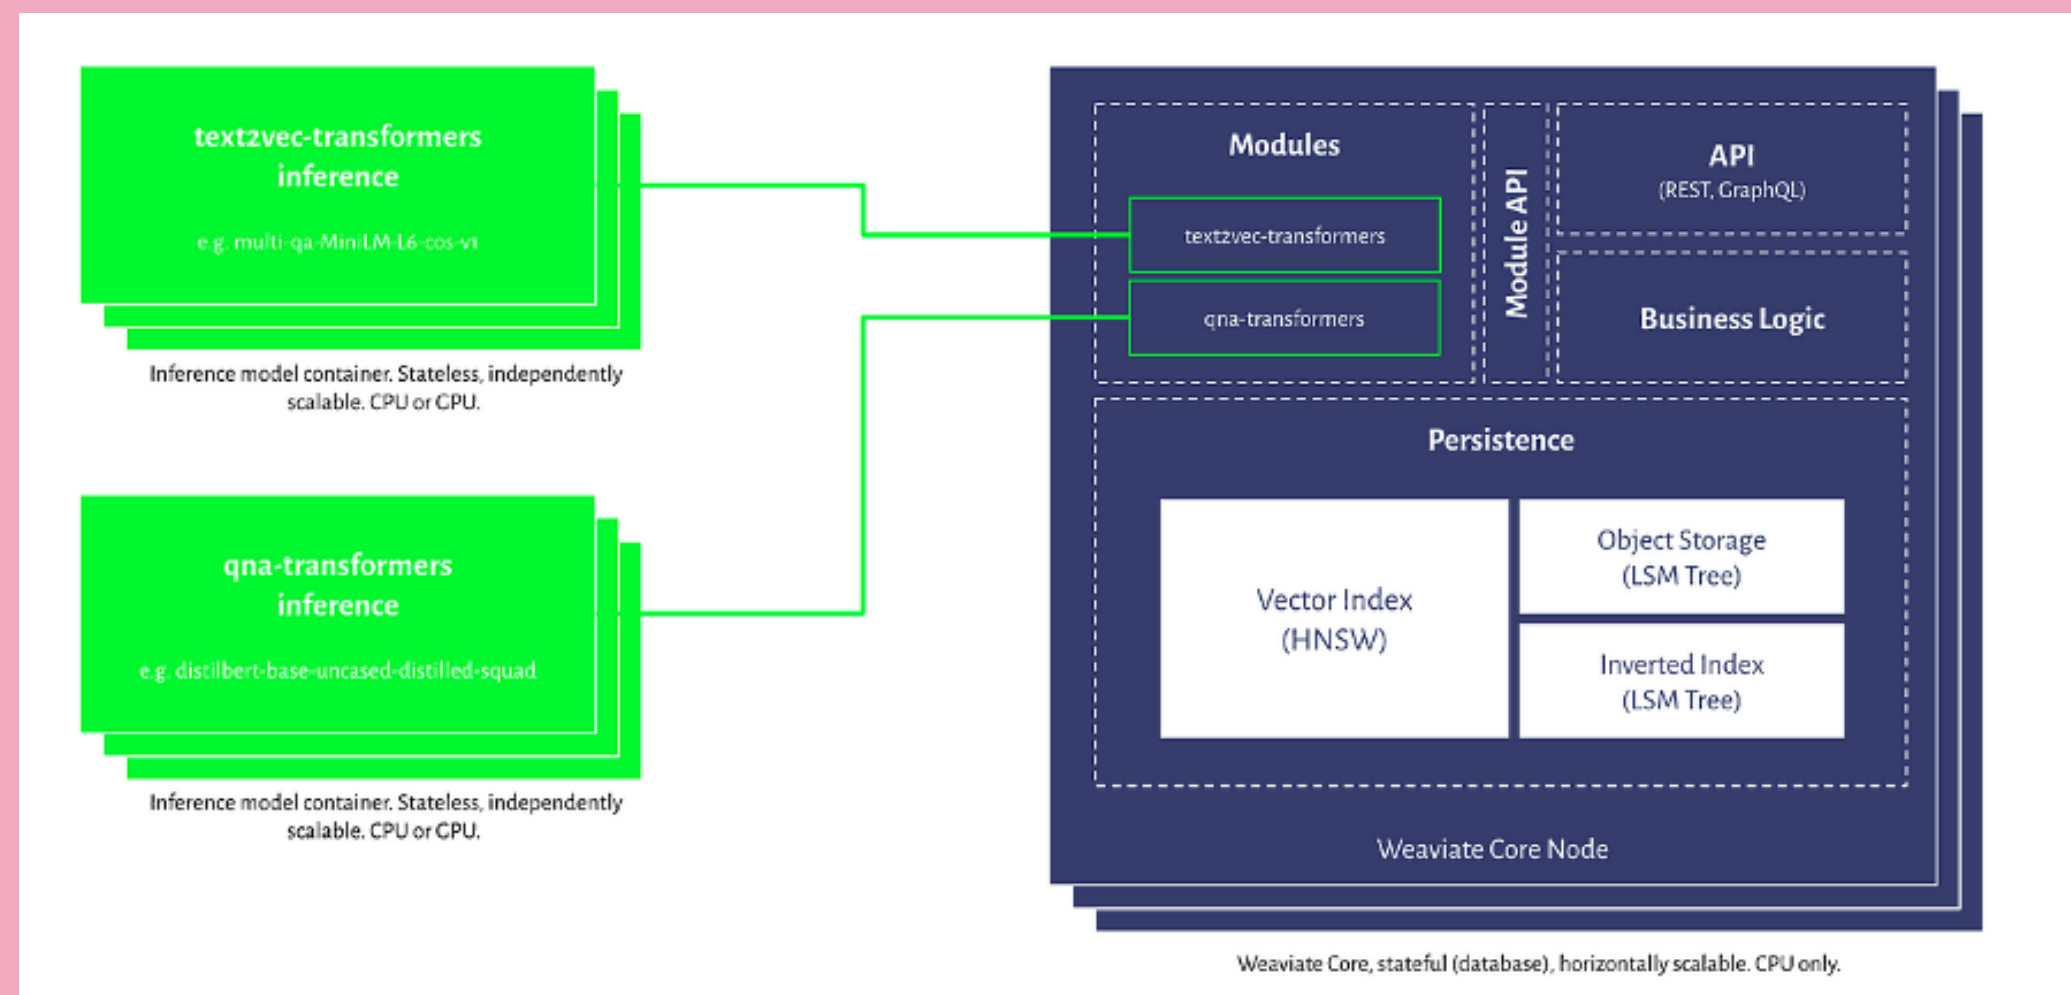 text2vec-transformers
inference
e.g. multi-qa-MiniLM-L6-cos-v1
Inference model container. Stateless, independently
scalable. CPU or GPU.
qna-transformers
inference
e.g. distilbert-base-uncased-distilled-squad
Inference model container. Stateless, independently
scalable. CPU or GPU.
Modules
text2vec-transformers
qna-transformers
Module API
API
(REST, GraphQL)
Business Logic
Persistence
Vector Index
(HNSW)
Object Storage
(LSM Tree)
Inverted Index
(LSM Tree)
Weaviate Core Node
Weaviate Core, stateful (database), horizontally scalable. CPU only.